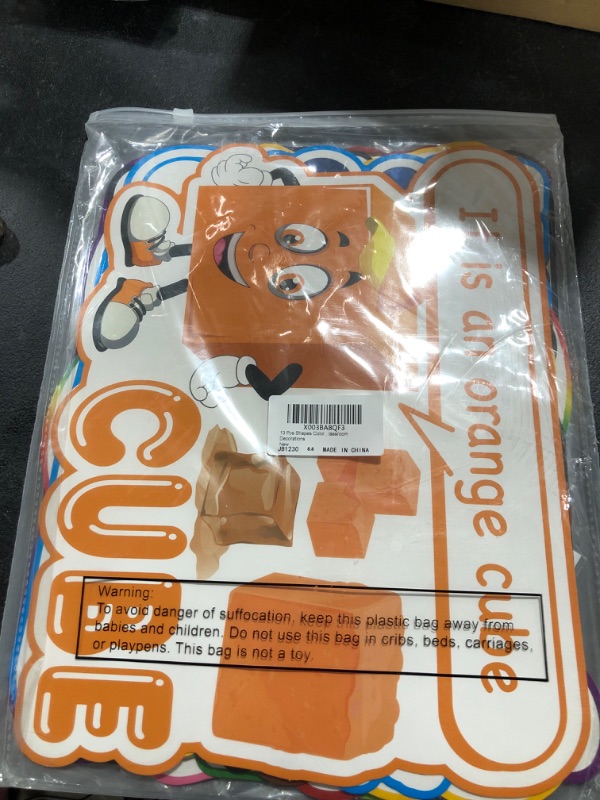 It is an orange cube
CUBE
X003BABQF3
13 Pcs Shapes Color
Decorations
New
JB1230 MADE IN CHINA
Warning:
To avoid danger of suffocation, keep this plastic bag away from
babies and children. Do not use this bag in cribs, beds, carriages,
or playpens. This bag is not a toy.